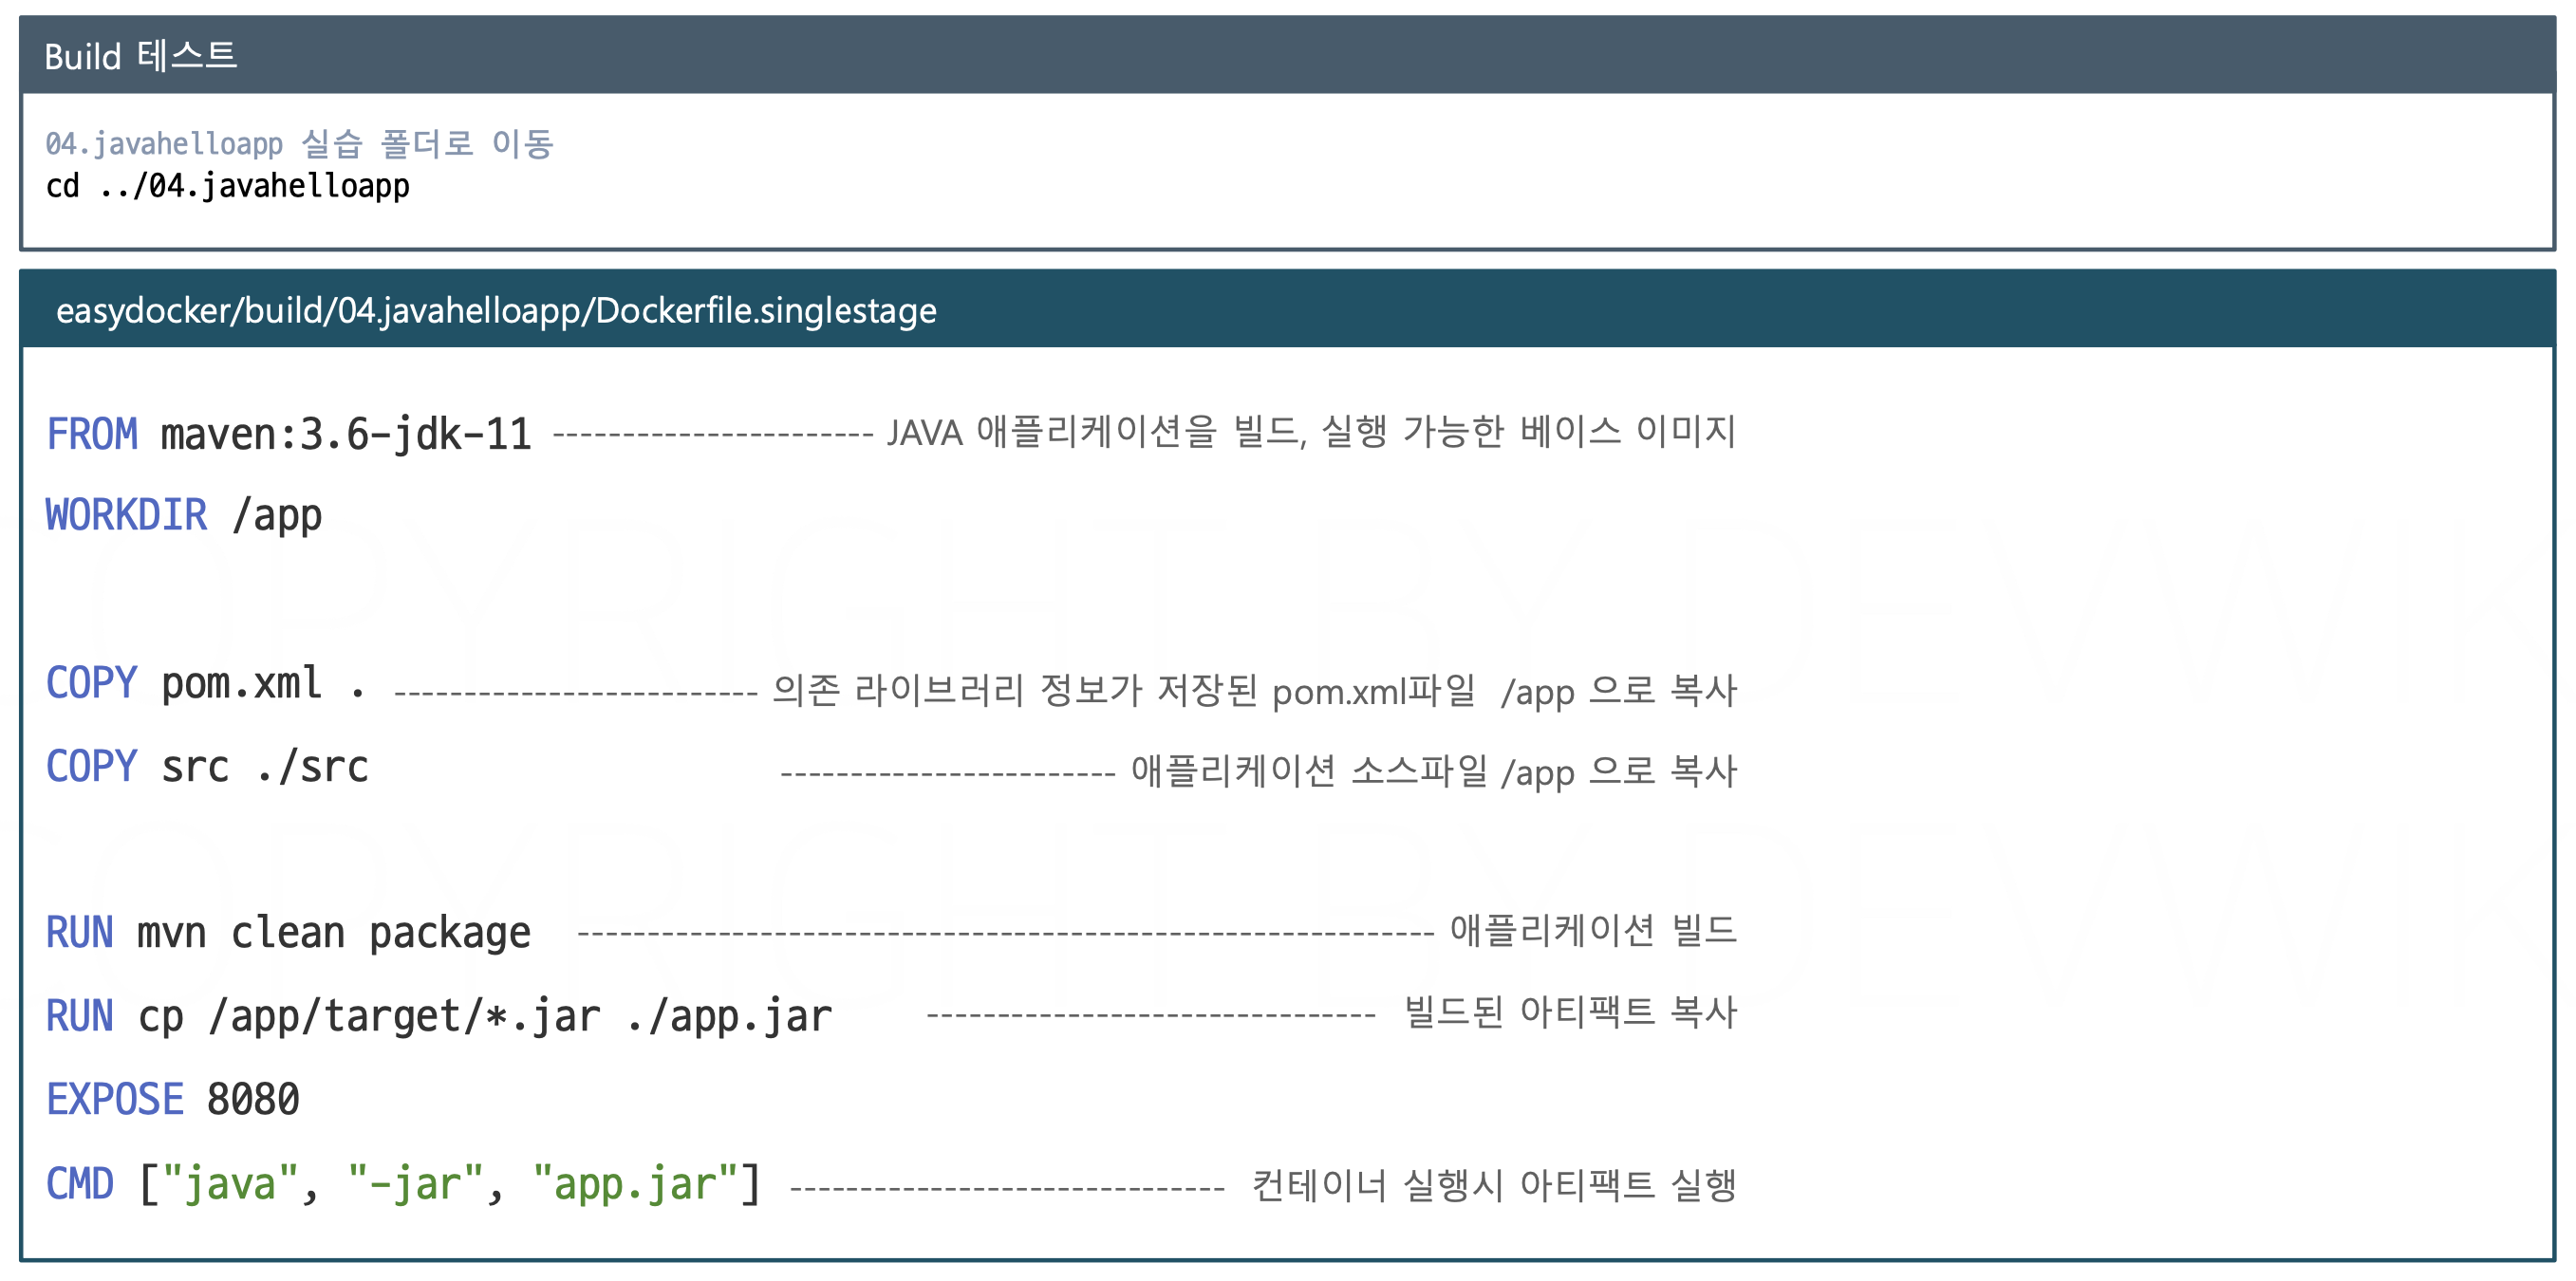 Build 테스트
04.javahelloapp 실습 폴더로 이동
cd ../04.javahelloapp
easydocker/build/04.javahelloapp/Dockerfile.singlestage
FROM maven:3.6-jdk-11 ----------------------- JAVA 애플리케이션을 빌드, 실행 가능한 베이스 이미지
WORKDIR /app
COPY pom.xml . -------------------------- 의존 라이브러리 정보가 저장된 pom.xml파일 /app 으로 복사
COPY src ./src ------------------------ 애플리케이션 소스파일 /app 으로 복사
RUN mvn clean package ------------------------------------------------------------- 애플리케이션 빌드
RUN cp /app/target/*.jar ./app.jar -------------------------------- 빌드된 아티팩트 복사
EXPOSE 8080
CMD ["java", "-jar", "app.jar"] ------------------------------- 컨테이너 실행시 아티팩트 실행